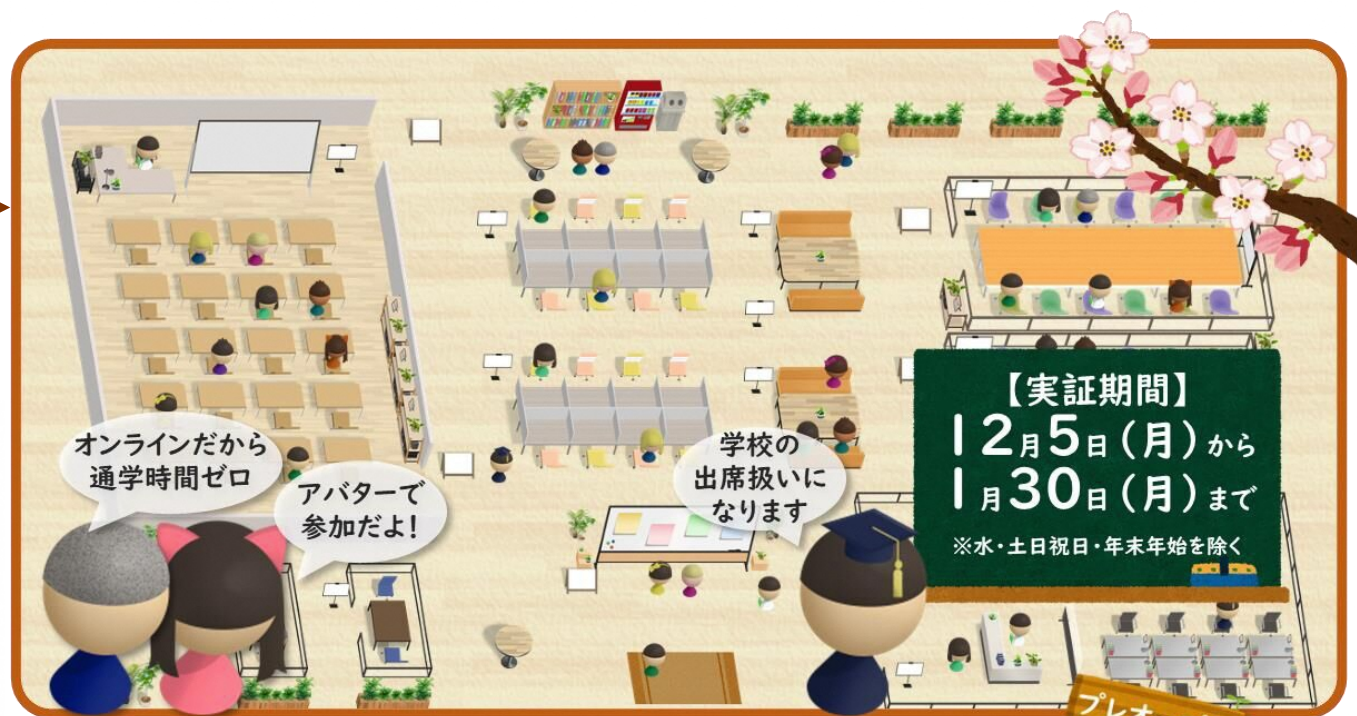 【実証期間】
12月5日(月)から
1月30日(月)まで
※水・土日祝日・年末年始を除く
オンラインだから
通学時間ゼロ
アバターで
参加だよ!
学校の
出席扱いに
なります
プレオ